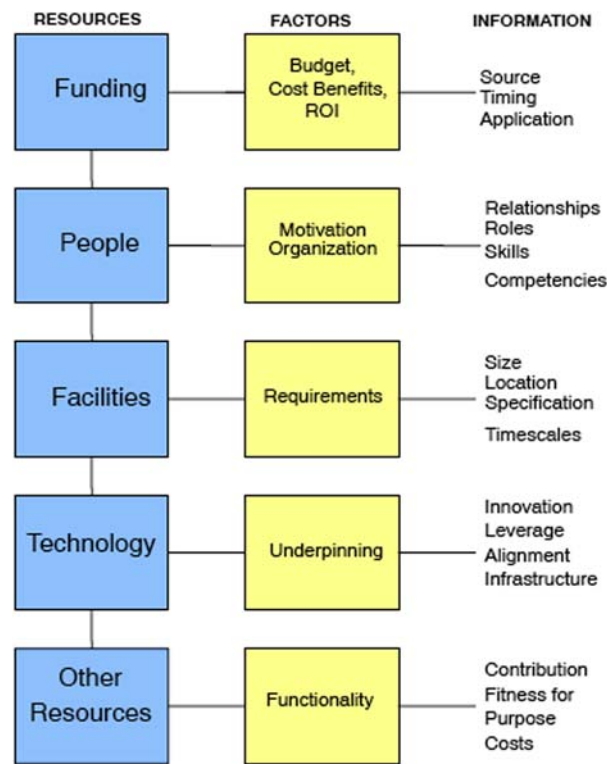 RESOURCES
FACTORS
INFORMATION
Funding
Budget,
Cost Benefits,
ROI
Source
Timing
Application
People
Motivation
Organization
Relationships
Roles
Skills
Competencies
Facilities
Requirements
Size
Location
Specification
Timescales
Technology
Underpinning
Innovation
Leverage
Alignment
Infrastructure
Other
Resources
Functionality
Contribution
Fitness for
Purpose
Costs